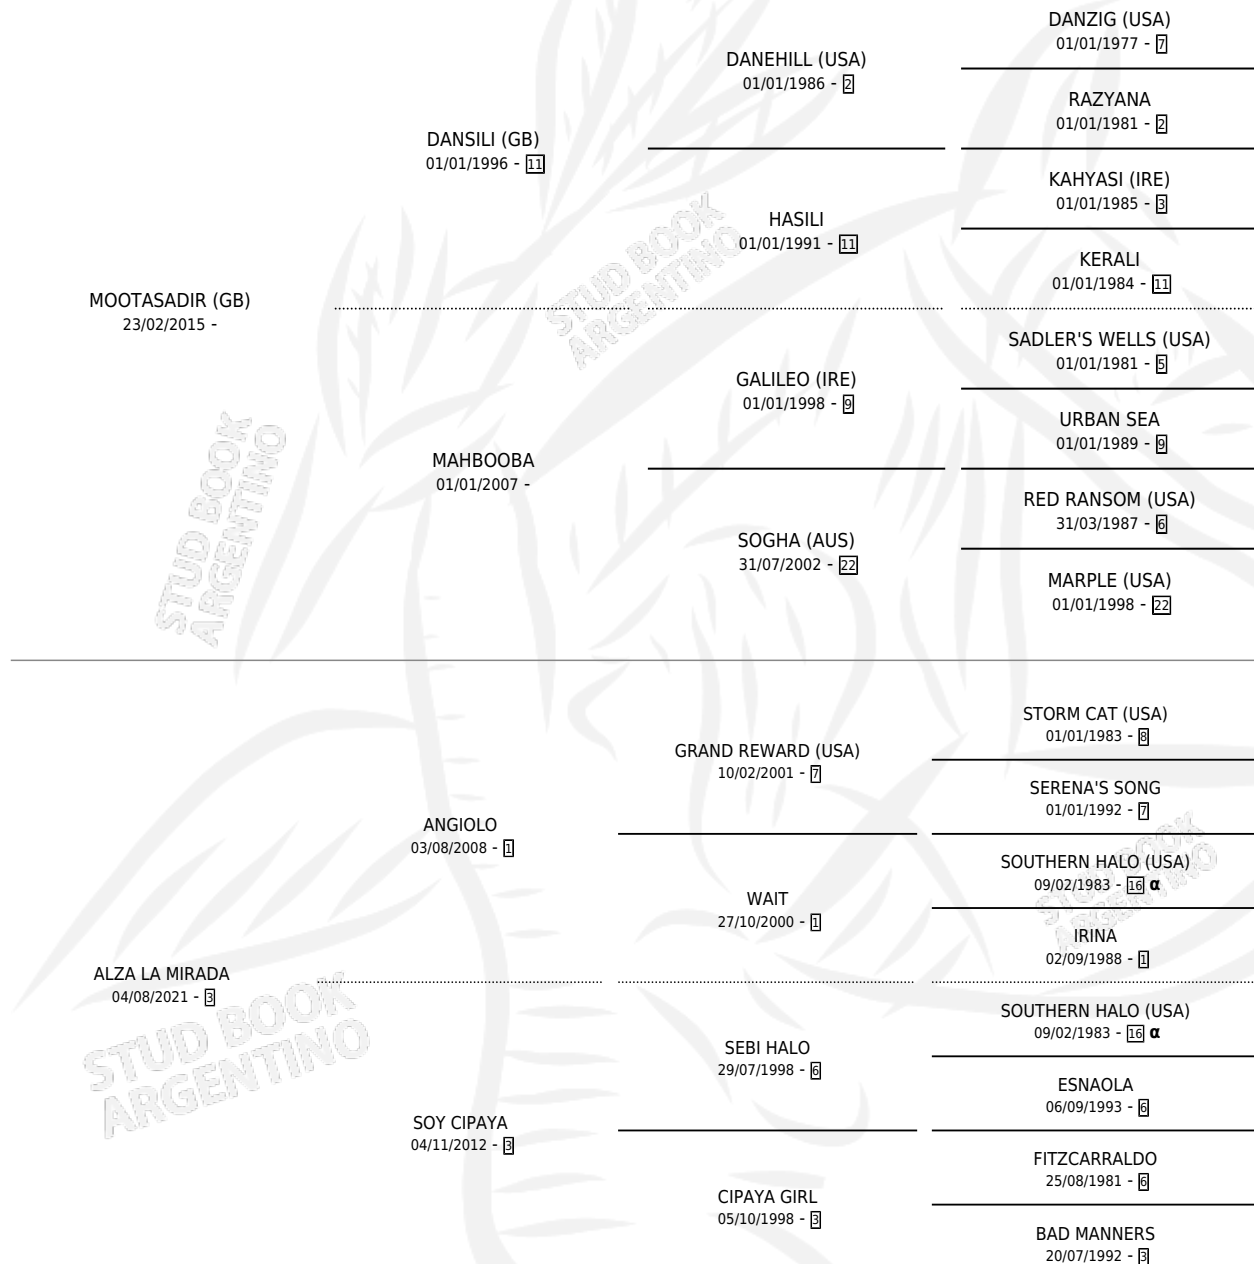 DANZIG (USA)
01/01/1977 - 7
DANEHILL (USA)
01/01/1986 - 2
RAZYANA
01/01/1981 - 2
DANSILI (GB)
01/01/1996 - 11
KAHYASI (IRE)
01/01/1985 - 3
HASILI
01/01/1991 - 11
KERALI
01/01/1984 - 11
MOOTASADIR (GB)
23/02/2015 -
SADLER'S WELLS (USA)
01/01/1981 - 5
GALILEO (IRE)
01/01/1998 - 9
URBAN SEA
01/01/1989 - 9
MAHBOOBA
01/01/2007 -
RED RANSOM (USA)
31/03/1987 - 6
SOGHA (AUS)
31/07/2002 - 22
MARPLE (USA)
01/01/1998 - 22
STUD BOOK
ARGENTINO
STUD BOOK
ARGENTINO
STORM CAT (USA)
01/01/1983 - 8
GRAND REWARD (USA)
10/02/2001 - 7
SERENA'S SONG
01/01/1992 - 7
ANGIOLO
03/08/2008 - 1
SOUTHERN HALO (USA)
09/02/1983 - 16 α
WAIT
27/10/2000 - 1
IRINA
02/09/1988 - 1
ALZA LA MIRADA
04/08/2021 - 3
SOUTHERN HALO (USA)
09/02/1983 - 16 α
SEBI HALO
29/07/1998 - 6
ESNAOLA
06/09/1993 - 6
SOY CIPAYA
04/11/2012 - 3
FITZCARRALDO
25/08/1981 - 6
CIPAYA GIRL
05/10/1998 - 3
BAD MANNERS
20/07/1992 - 3
STUD BOOK
ARGENTINO
STUD BOOK
ARGENTINO